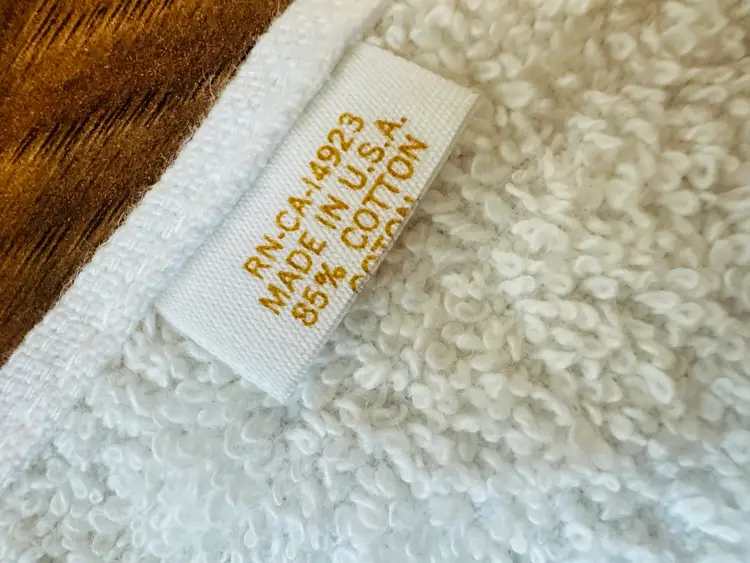 RN-CA-14923
MADE IN U.S.A.
85% COTTON